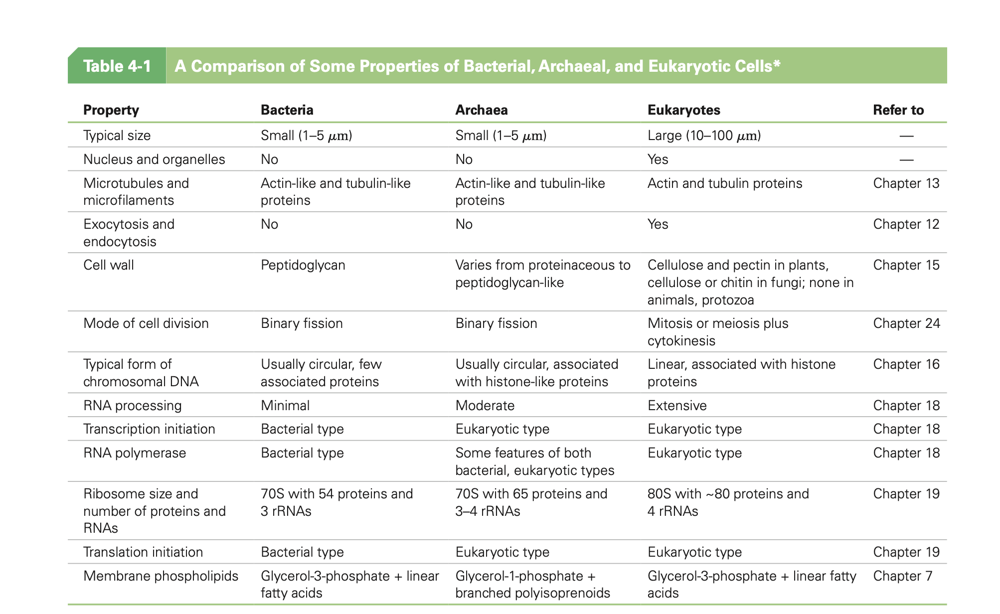 Table 4-1 A Comparison of Some Properties of Bacterial, Archaeal, and Eukaryotic Cells*
Property Bacteria Archaea Eukaryotes Refer to
Typical size Small (1–5 μm) Small (1–5 μm) Large (10–100 μm) —
Nucleus and organelles No No Yes —
Microtubules and Actin-like and tubulin-like Actin-like and tubulin-like Actin and tubulin proteins Chapter 13
microfilaments proteins proteins
Exocytosis and No No Yes Chapter 12
endocytosis
Cell wall Peptidoglycan Varies from proteinaceous to Cellulose and pectin in plants, Chapter 15
peptidoglycan-like cellulose or chitin in fungi; none in
animals, protozoa
Mode of cell division Binary fission Binary fission Mitosis or meiosis plus Chapter 24
cytokinesis
Typical form of Usually circular, few Usually circular, associated Linear, associated with histone Chapter 16
chromosomal DNA associated proteins with histone-like proteins proteins
RNA processing Minimal Moderate Extensive Chapter 18
Transcription initiation Bacterial type Eukaryotic type Eukaryotic type Chapter 18
RNA polymerase Bacterial type Some features of both Eukaryotic type Chapter 18
bacterial, eukaryotic types
Ribosome size and 70S with 54 proteins and 70S with 65 proteins and 80S with ~80 proteins and Chapter 19
number of proteins and 3 rRNAs 3–4 rRNAs 4 rRNAs
RNAs
Translation initiation Bacterial type Eukaryotic type Eukaryotic type Chapter 19
Membrane phospholipids Glycerol-3-phosphate + linear Glycerol-1-phosphate + Glycerol-3-phosphate + linear fatty Chapter 7
fatty acids branched polyisoprenoids acids